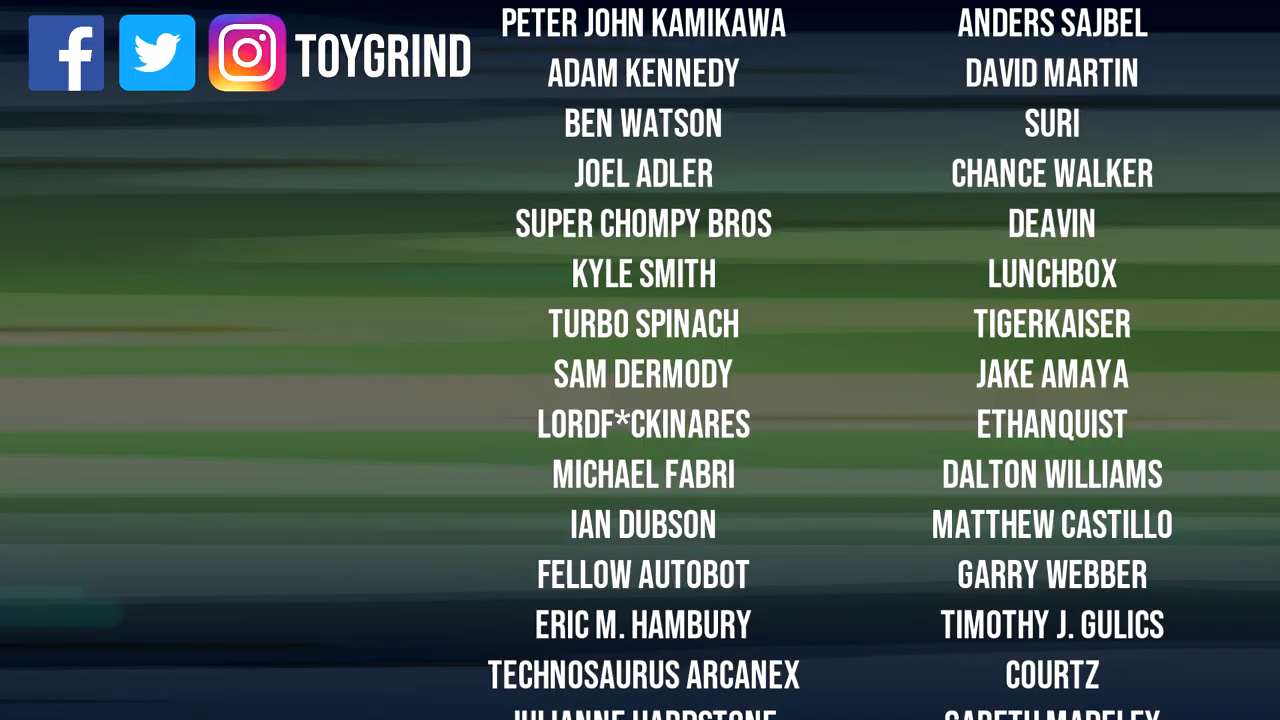 TOYGRIND
PETER JOHN KAMIKAWA
ADAM KENNEDY
BEN WATSON
JOEL ADLER
SUPER CHOMPY BROS
KYLE SMITH
TURBO SPINACH
SAM DERMODY
LORDF*CKINARES
MICHAEL FABRI
IAN DUBSON
FELLOW AUTOBOT
ERIC M. HAMBURY
TECHNOSAURUS ARCANEX
ANDERS SAJBEL
DAVID MARTIN
SURI
CHANCE WALKER
DEAVIN
LUNCHBOX
TIGERKAISER
JAKE AMAYA
ETHANQUIST
DALTON WILLIAMS
MATTHEW CASTILLO
GARRY WEBBER
TIMOTHY J. GULICS
COURTZ